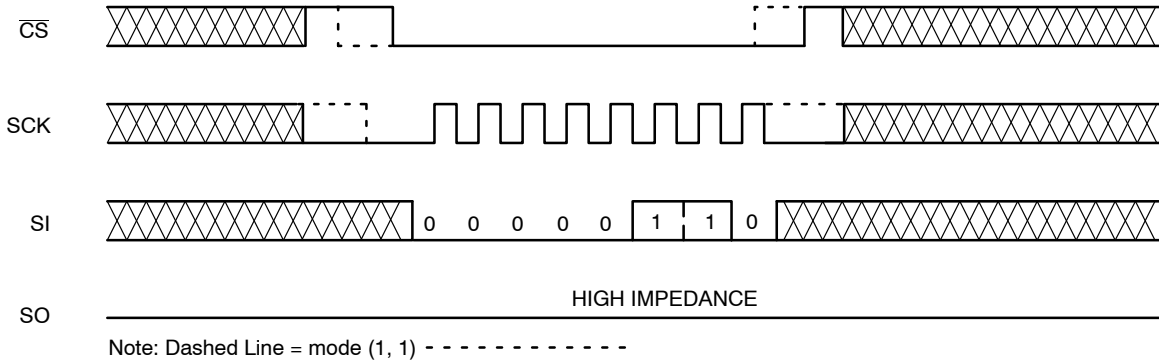 CS
SCK
SI
0 0 0 0 0 1 1 0
HIGH IMPEDANCE
SO
Note: Dashed Line = mode (1, 1) - - - - - - - - - - - -